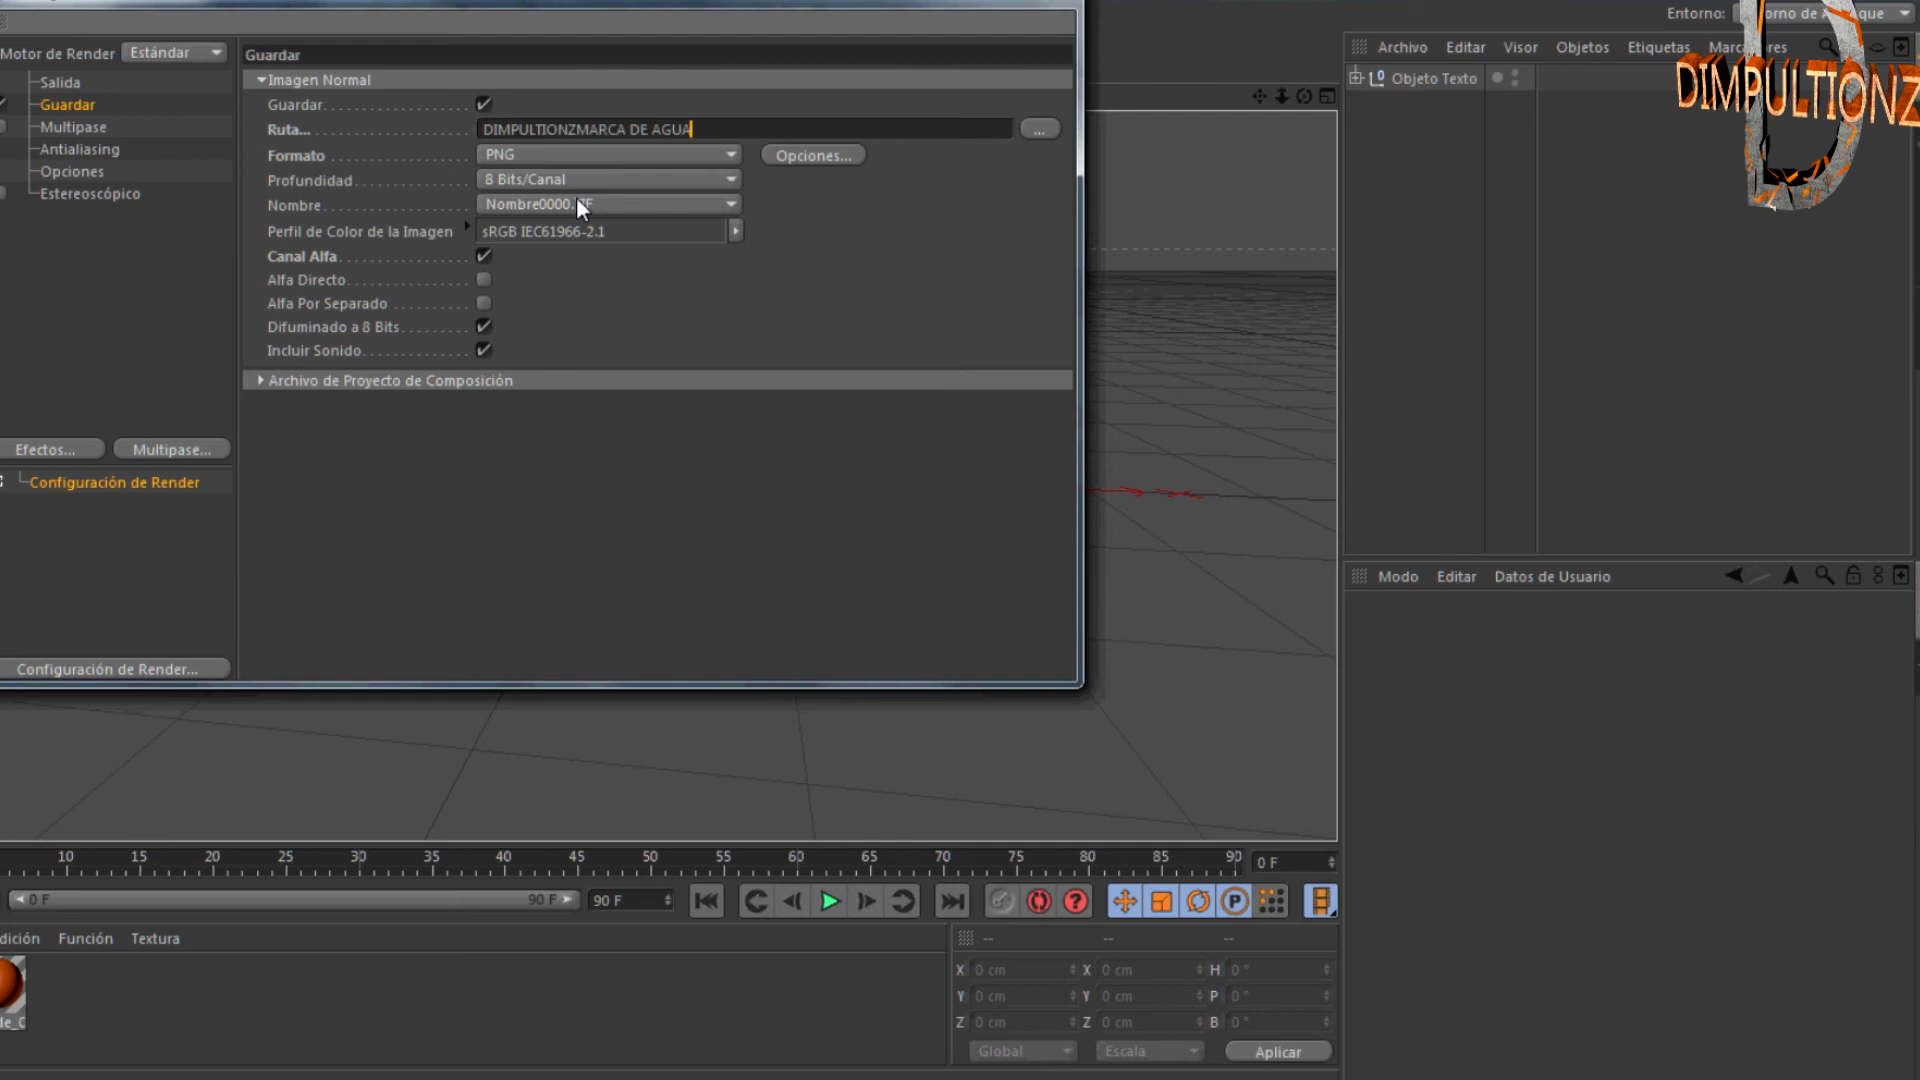 Entorno:
Archivo Editar Visor Objetos Etiquetas
Objeto Texto
DIMPULTIONZ
Motor de Render Estándar
Salida
Guardar
Multipase
Antialiasing
Opciones
Estereoscópico
Efectos... Multipase...
Configuración de Render
Configuración de Render...
Guardar
Imagen Normal
Guardar
Ruta... DIMPULTIONZMARCA DE AGUA ...
Formato PNG Opciones...
Profundidad 8 Bits/Canal
Nombre Nombre0000.
Perfil de Color de la Imagen sRGB IEC61966-2.1
Canal Alfa
Alfa Directo
Alfa Por Separado
Difuminado a 8 Bits
Incluir Sonido
Archivo de Proyecto de Composición
Modo Editar Datos de Usuario
10 15 20 25 30 35 40 45 50 55 60 65 70 75 80 85 90 0 F
0 F 90 F 90 F
Función Textura
-- -- --
X 0 cm X 0 cm H 0 °
Y 0 cm Y 0 cm P 0 °
Z 0 cm Z 0 cm B 0 °
Global Escala Aplicar